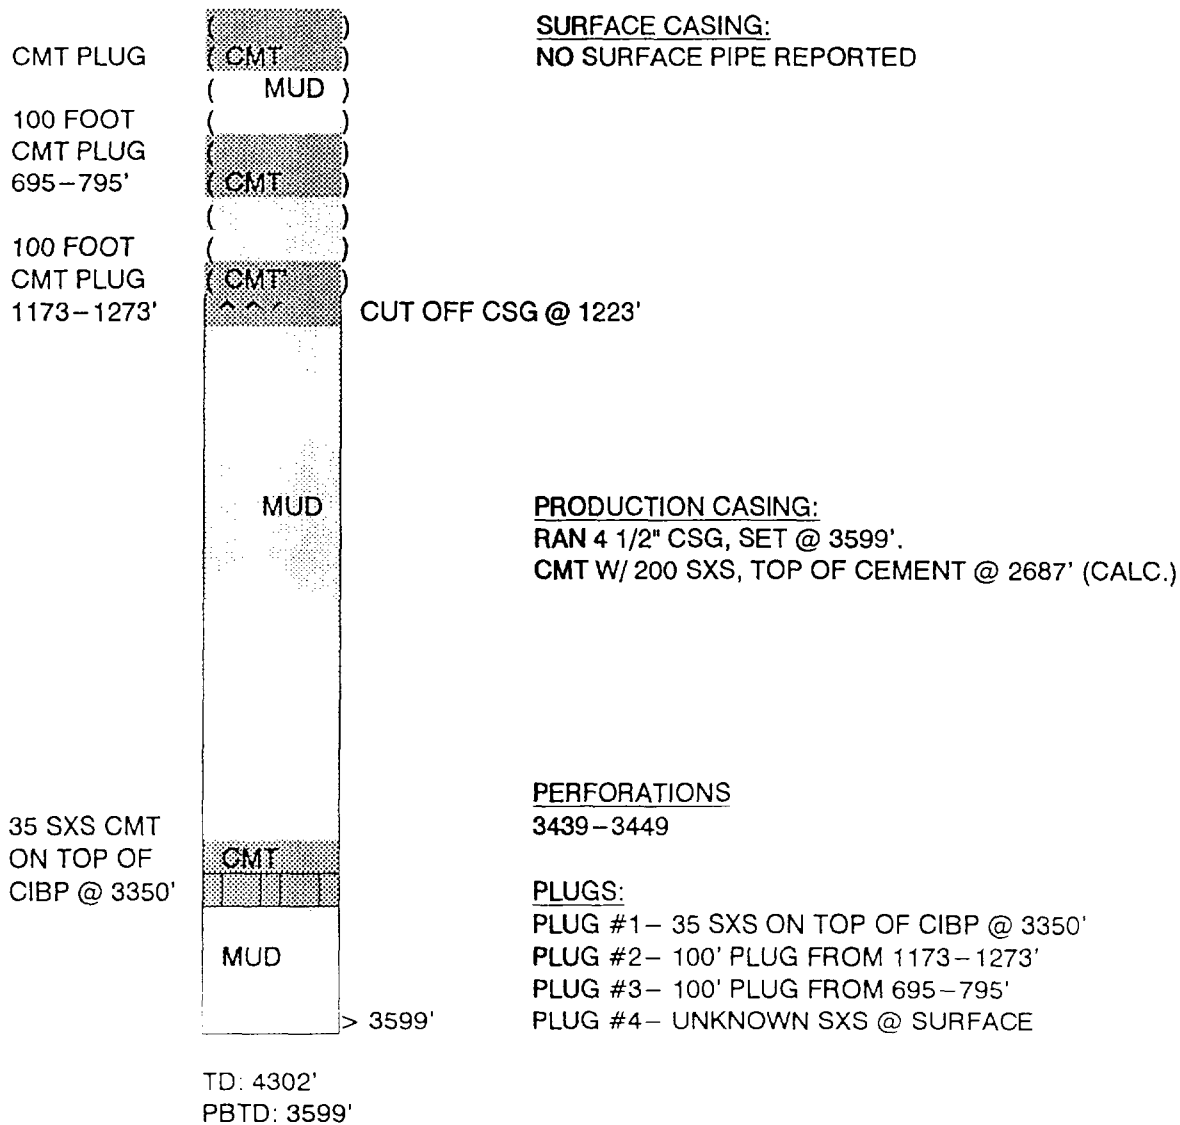 SURFACE CASING:
CMT PLUG ( CMT ) NO SURFACE PIPE REPORTED
( MUD )
100 FOOT ( )
CMT PLUG ( )
695-795' ( CMT )
( )
100 FOOT ( )
CMT PLUG ( CMT' )
1173-1273' CUT OFF CSG @ 1223'
MUD
PRODUCTION CASING:
RAN 4 1/2" CSG, SET @ 3599'.
CMT W/ 200 SXS, TOP OF CEMENT @ 2687' (CALC.)
PERFORATIONS
3439-3449
35 SXS CMT
ON TOP OF CMT
CIBP @ 3350'
PLUGS:
PLUG #1- 35 SXS ON TOP OF CIBP @ 3350'
MUD
PLUG #2- 100' PLUG FROM 1173-1273'
PLUG #3- 100' PLUG FROM 695-795'
> 3599'
PLUG #4- UNKNOWN SXS @ SURFACE
TD: 4302'
PBTD: 3599'